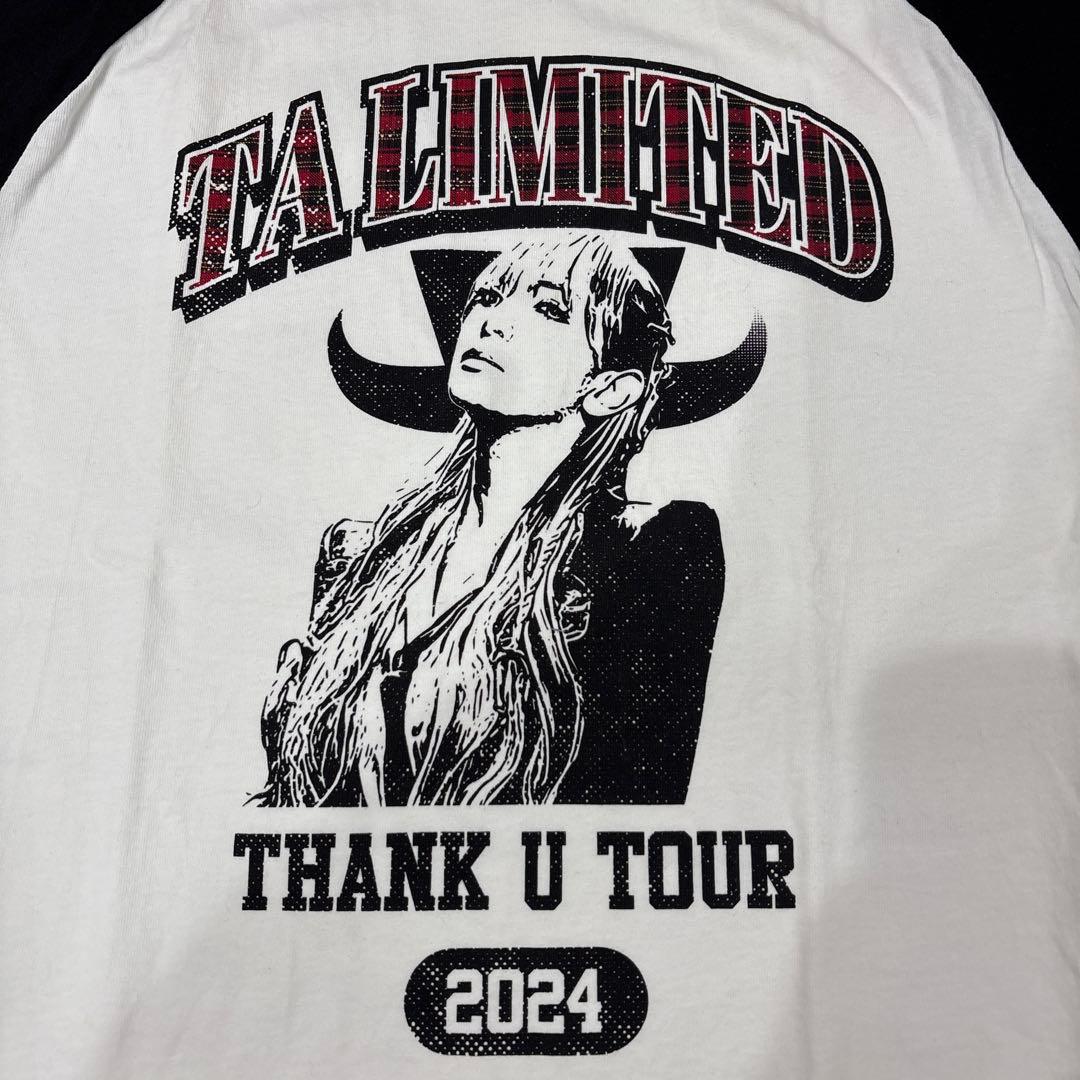 TA LIMITED
THANK U TOUR
2024